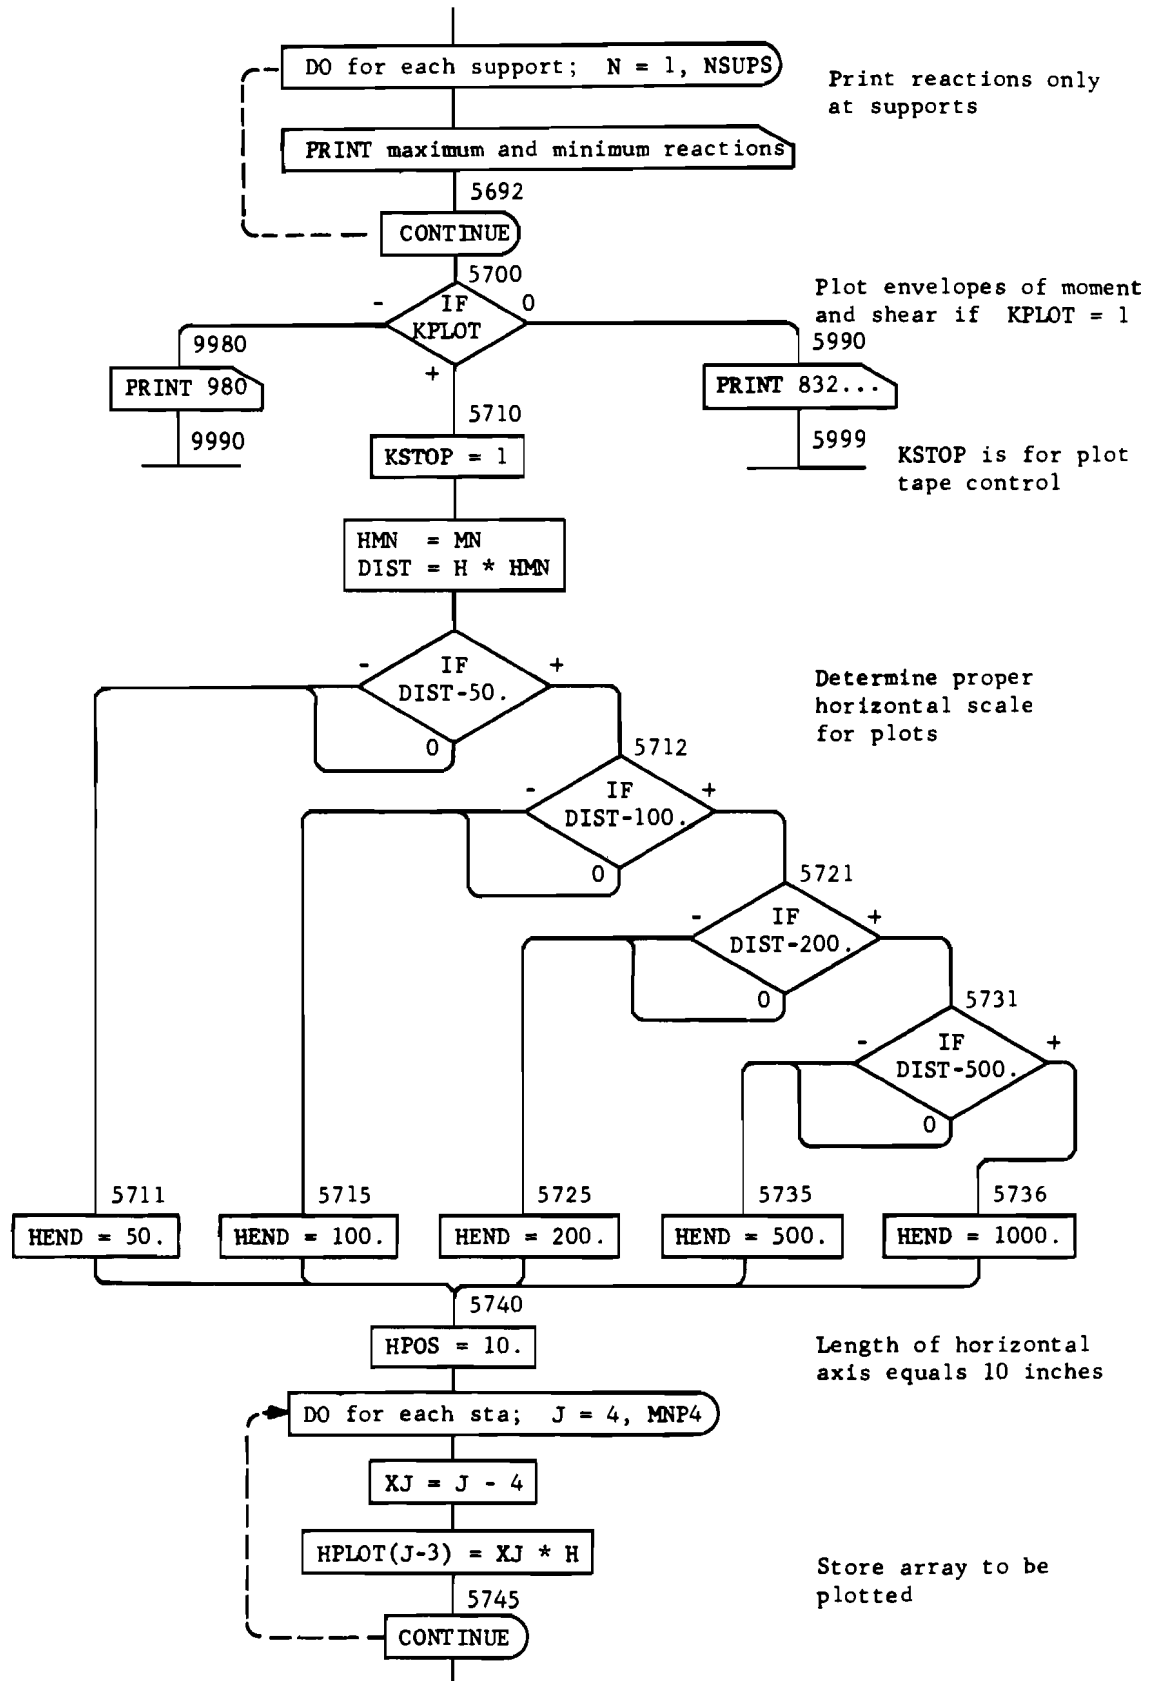 DO for each support;  N = 1, NSUPS
Print reactions only
at supports
PRINT maximum and minimum reactions
5692
CONTINUE
5700
-
IF
KPLOT
0
+
Plot envelopes of moment
and shear if  KPLOT = 1
9980
PRINT 980
9990
5990
PRINT 832...
5999
5710
KSTOP = 1
KSTOP is for plot
tape control
HMN  = MN
DIST = H * HMN
-
IF
DIST-50.
+
0
Determine proper
horizontal scale
for plots
5712
-
IF
DIST-100.
+
0
5721
-
IF
DIST-200.
+
0
5731
-
IF
DIST-500.
+
0
5711
HEND = 50.
5715
HEND = 100.
5725
HEND = 200.
5735
HEND = 500.
5736
HEND = 1000.
5740
HPOS = 10.
Length of horizontal
axis equals 10 inches
DO for each sta;  J = 4, MNP4
XJ = J - 4
HPLOT(J-3) = XJ * H
Store array to be
plotted
5745
CONTINUE